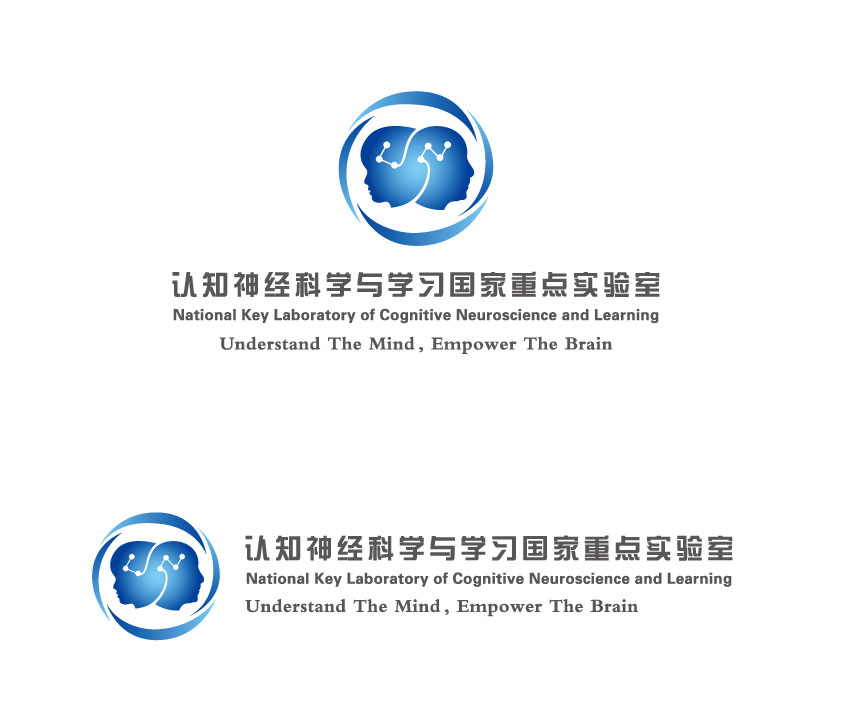 认知神经科学与学习国家重点实验室
National Key Laboratory of Cognitive Neuroscience and Learning
Understand The Mind, Empower The Brain
认知神经科学与学习国家重点实验室
National Key Laboratory of Cognitive Neuroscience and Learning
Understand The Mind, Empower The Brain